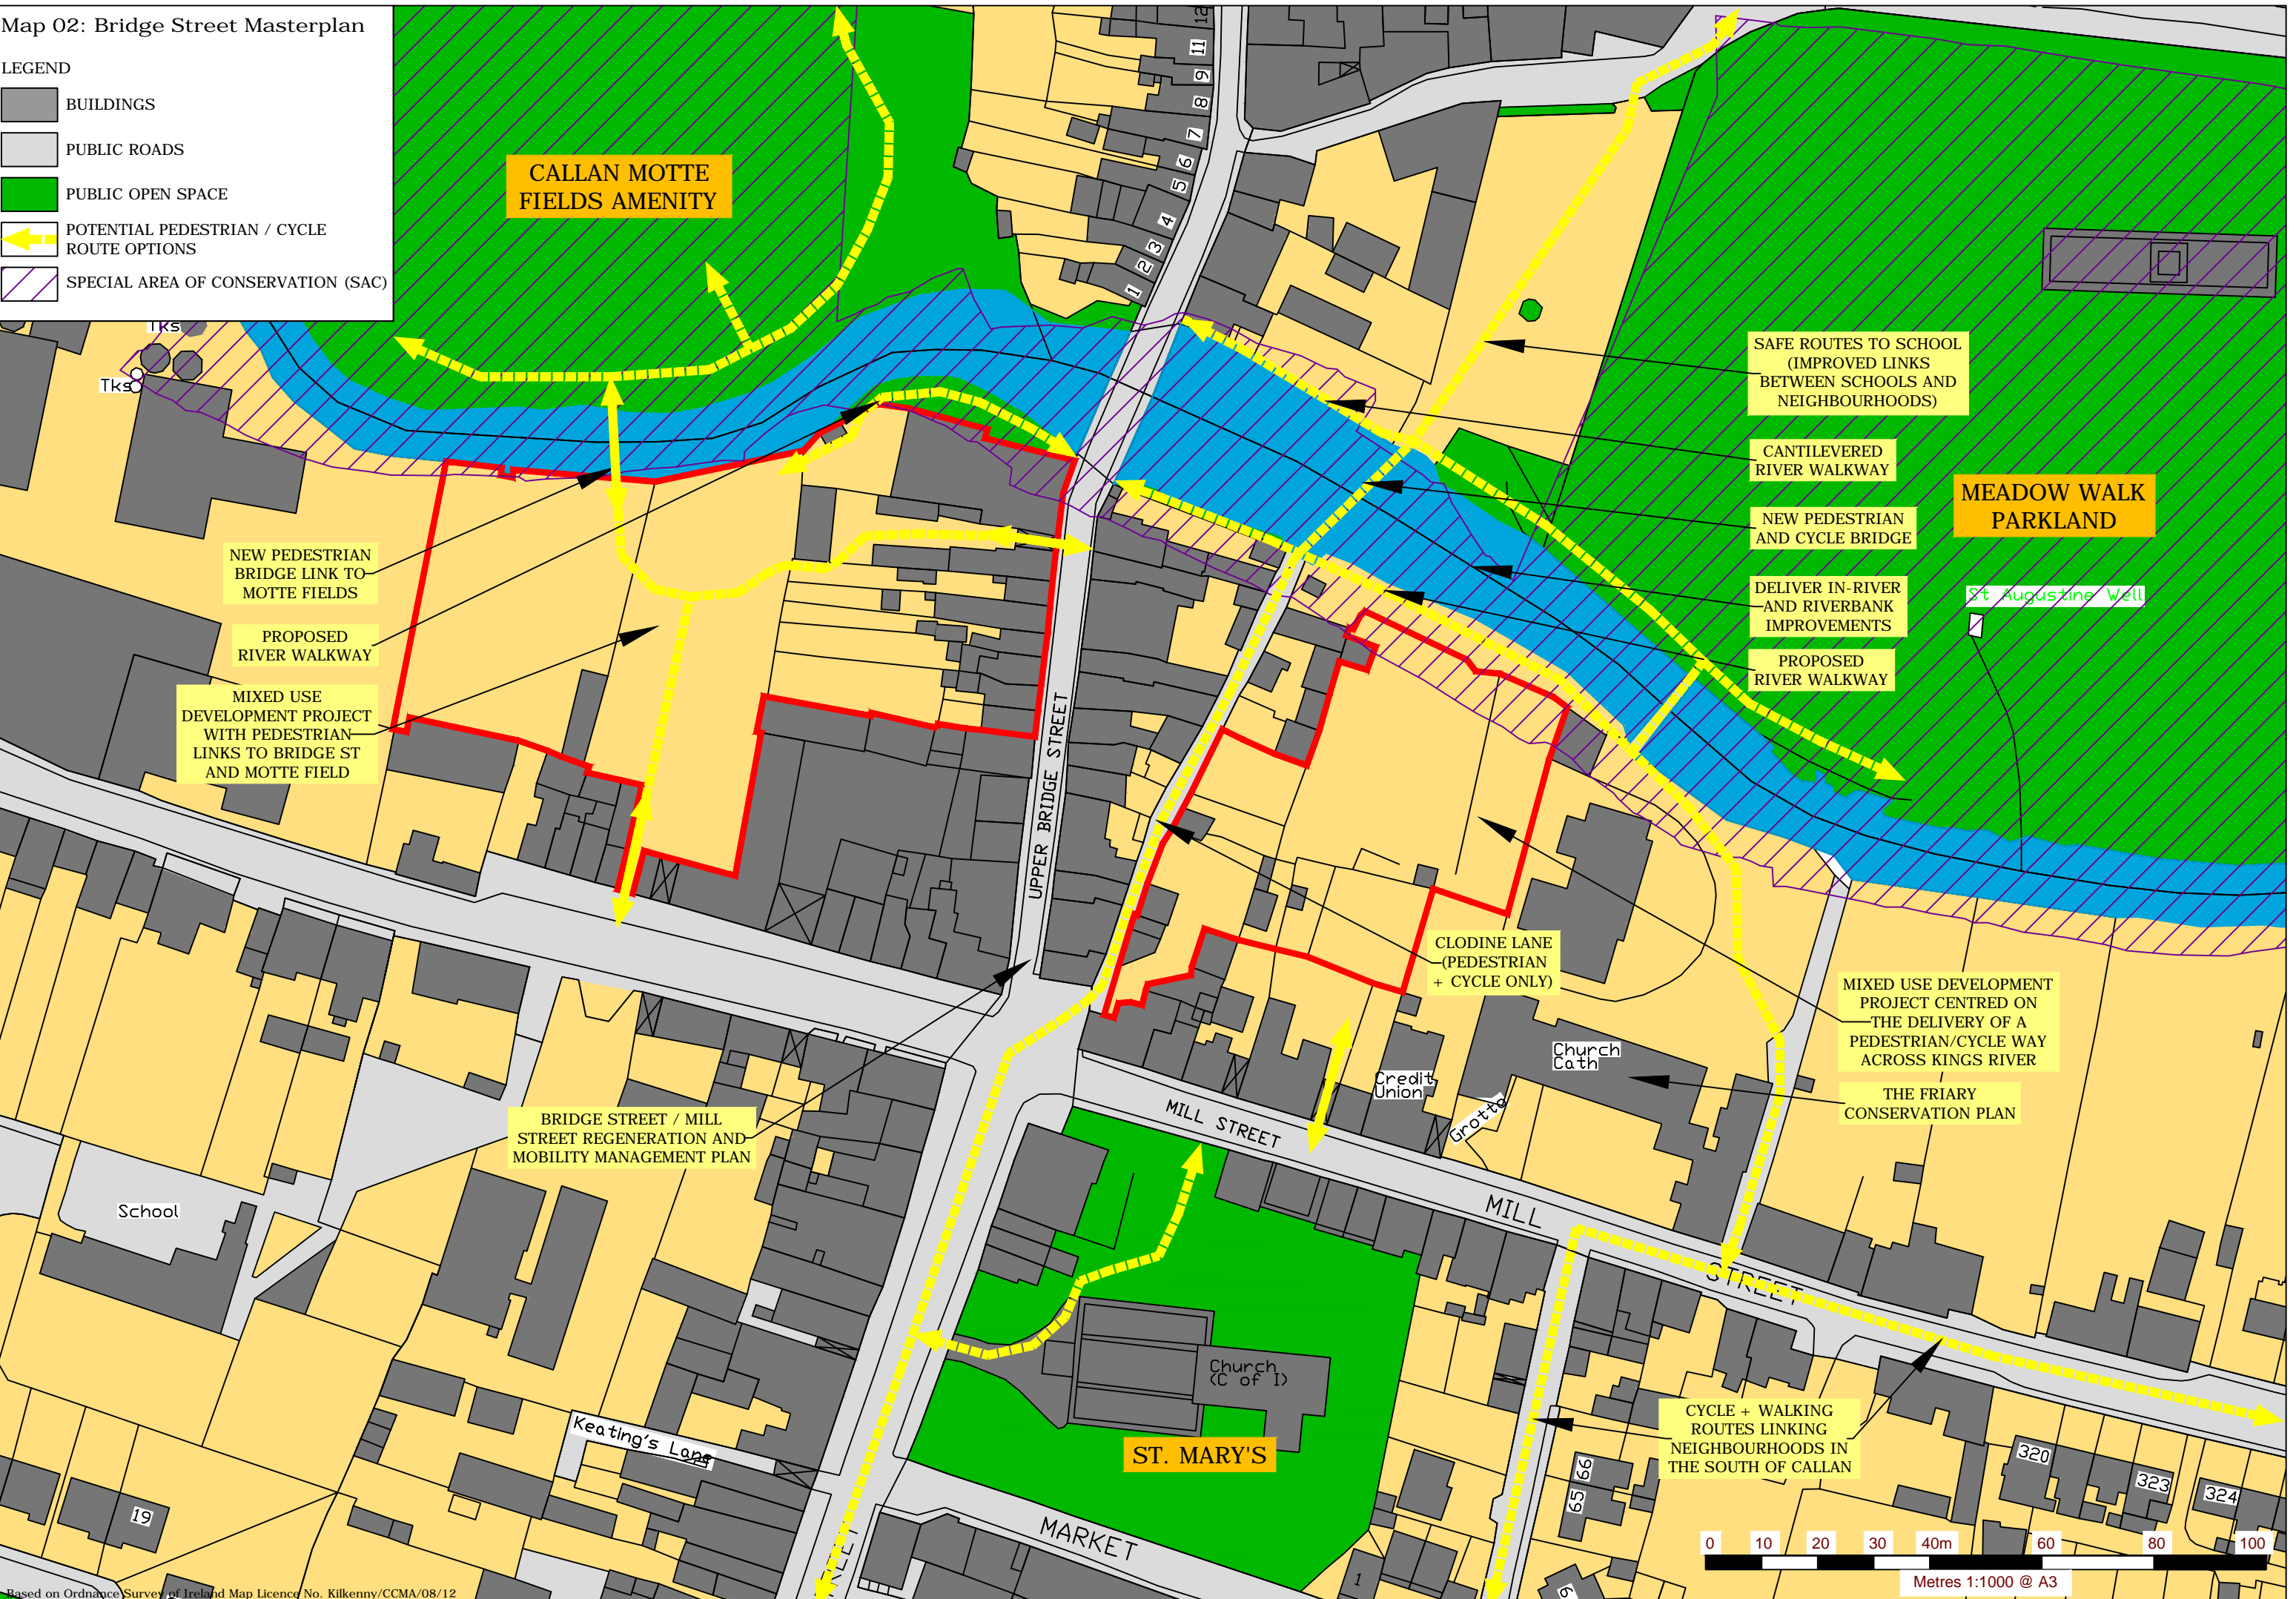 Map 02: Bridge Street Masterplan
LEGEND
BUILDINGS
PUBLIC ROADS
PUBLIC OPEN SPACE
POTENTIAL PEDESTRIAN / CYCLE
ROUTE OPTIONS
SPECIAL AREA OF CONSERVATION (SAC)
CALLAN MOTTE
FIELDS AMENITY
12
11
9
8
7
6
5
4
3
2
1
Tks
Tks
SAFE ROUTES TO SCHOOL
(IMPROVED LINKS
BETWEEN SCHOOLS AND
NEIGHBOURHOODS)
CANTILEVERED
RIVER WALKWAY
MEADOW WALK
PARKLAND
NEW PEDESTRIAN
AND CYCLE BRIDGE
DELIVER IN-RIVER
AND RIVERBANK
IMPROVEMENTS
St Augustine Well
PROPOSED
RIVER WALKWAY
NEW PEDESTRIAN
BRIDGE LINK TO
MOTTE FIELDS
PROPOSED
RIVER WALKWAY
MIXED USE
DEVELOPMENT PROJECT
WITH PEDESTRIAN
LINKS TO BRIDGE ST
AND MOTTE FIELD
UPPER BRIDGE STREET
CLODINE LANE
(PEDESTRIAN
+ CYCLE ONLY)
MIXED USE DEVELOPMENT
PROJECT CENTRED ON
THE DELIVERY OF A
PEDESTRIAN/CYCLE WAY
ACROSS KINGS RIVER
THE FRIARY
CONSERVATION PLAN
Church
Cath
Credit
Union
Grotto
BRIDGE STREET / MILL
STREET REGENERATION AND
MOBILITY MANAGEMENT PLAN
MILL STREET
MILL
STREET
School
Church
(C of I)
ST. MARY'S
Keating's Lane
CYCLE + WALKING
ROUTES LINKING
NEIGHBOURHOODS IN
THE SOUTH OF CALLAN
19
MARKET
65 66
320
323
324
1
0 10 20 30 40m 60 80 100
Metres 1:1000 @ A3
Based on Ordnance Survey of Ireland Map Licence No. Kilkenny/CCMA/08/12